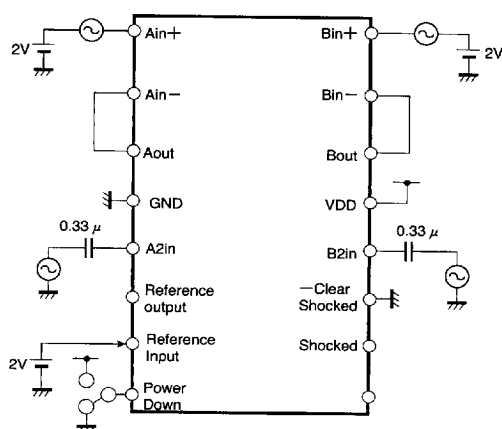 Ain+
Bin+
2V
2V
Ain−
Bin−
Aout
Bout
GND
VDD
0.33 μ
0.33 μ
A2in
B2in
Reference
output
−Clear
Shocked
Reference
Input
Shocked
2V
Power
Down